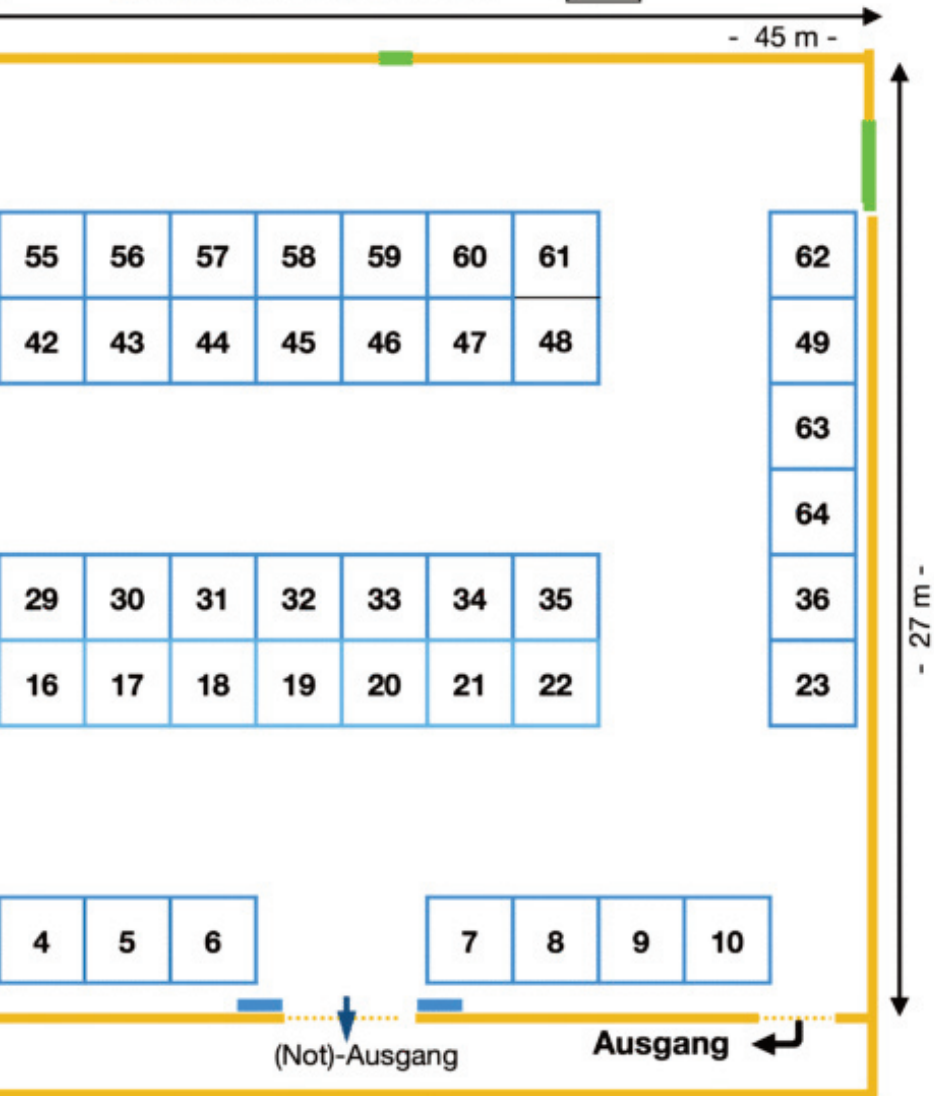 - 45 m -
55 56 57 58 59 60 61 62
42 43 44 45 46 47 48 49
63
64
29 30 31 32 33 34 35 36
- 27 m -
16 17 18 19 20 21 22 23
4 5 6 7 8 9 10
(Not)-Ausgang
Ausgang